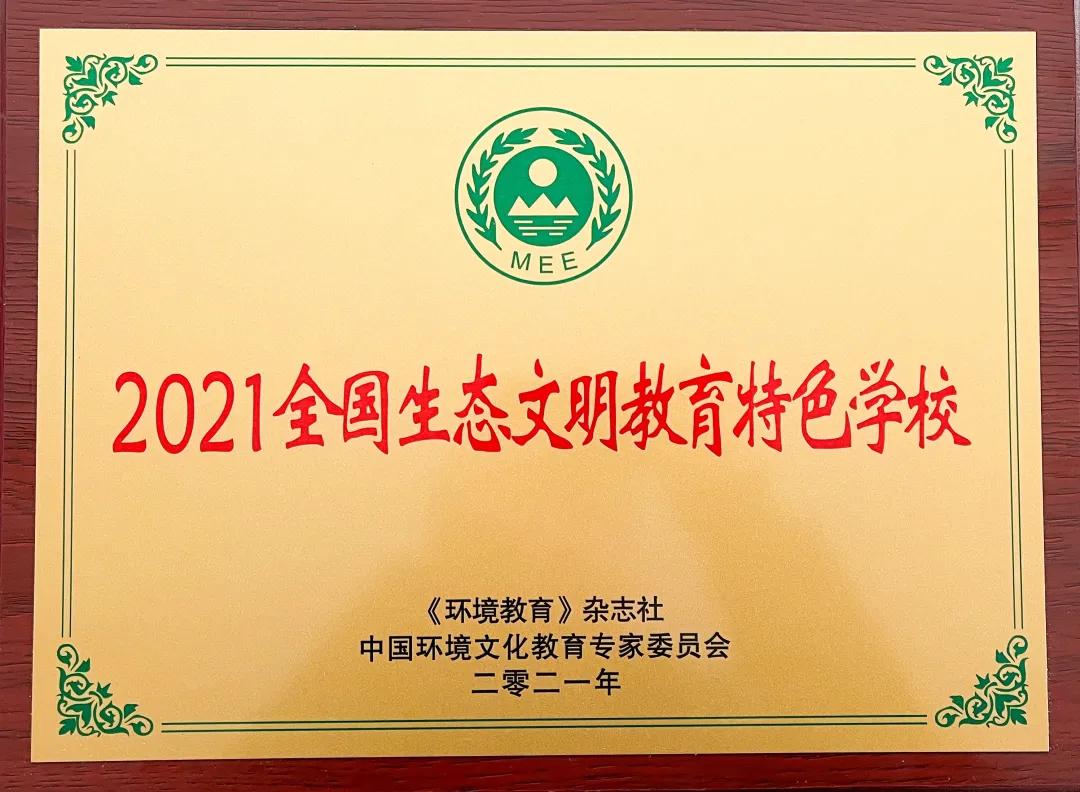 MEE
2021全国生态文明教育特色学校
《环境教育》杂志社
中国环境文化教育专家委员会
二零二一年